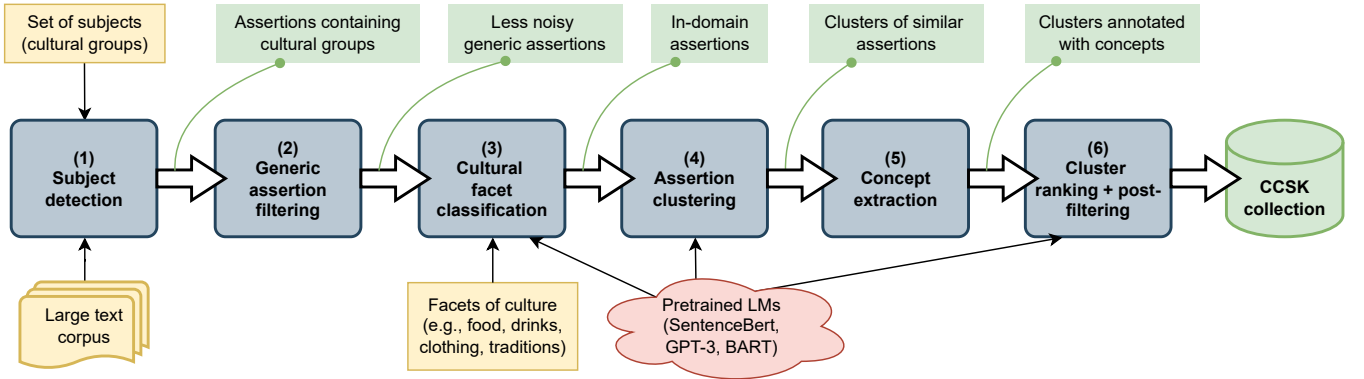 Set of subjects
(cultural groups)
Assertions containing
cultural groups
Less noisy
generic assertions
In-domain
assertions
Clusters of similar
assertions
Clusters annotated
with concepts
(1)
Subject
detection
(2)
Generic
assertion
filtering
(3)
Cultural
facet
classification
(4)
Assertion
clustering
(5)
Concept
extraction
(6)
Cluster
ranking + post-
filtering
CCSK
collection
Large text
corpus
Facets of culture
(e.g., food, drinks,
clothing, traditions)
Pretrained LMs
(SentenceBert,
GPT-3, BART)